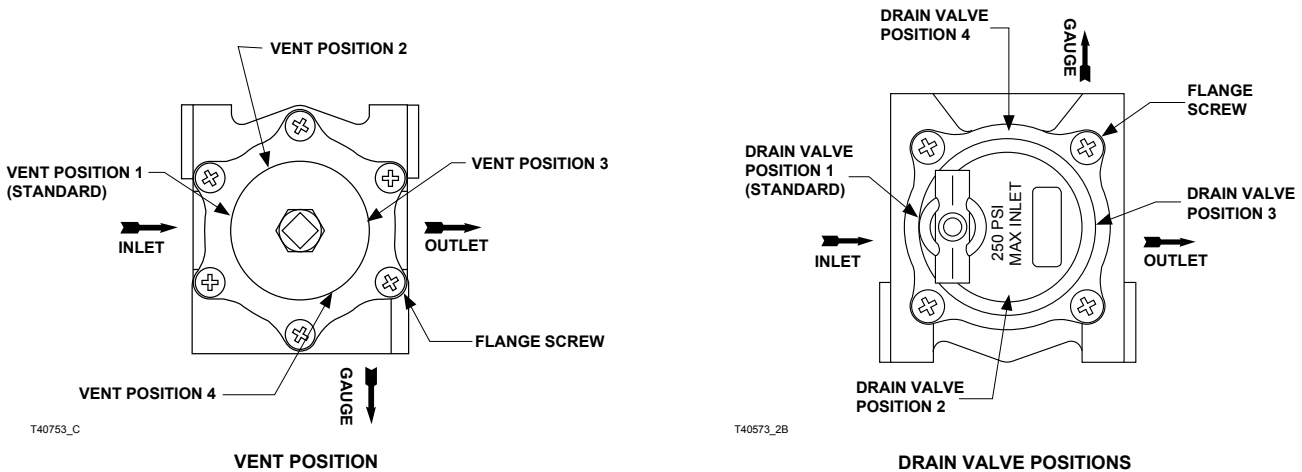 VENT POSITION 2
VENT POSITION 1
(STANDARD)
VENT POSITION 3
INLET
OUTLET
FLANGE SCREW
VENT POSITION 4
GAUGE
T40753_C
VENT POSITION
DRAIN VALVE
POSITION 4
GAUGE
FLANGE
SCREW
DRAIN VALVE
POSITION 1
(STANDARD)
250 PSI
MAX INLET
DRAIN VALVE
POSITION 3
INLET
OUTLET
DRAIN VALVE
POSITION 2
T40573_2B
DRAIN VALVE POSITIONS